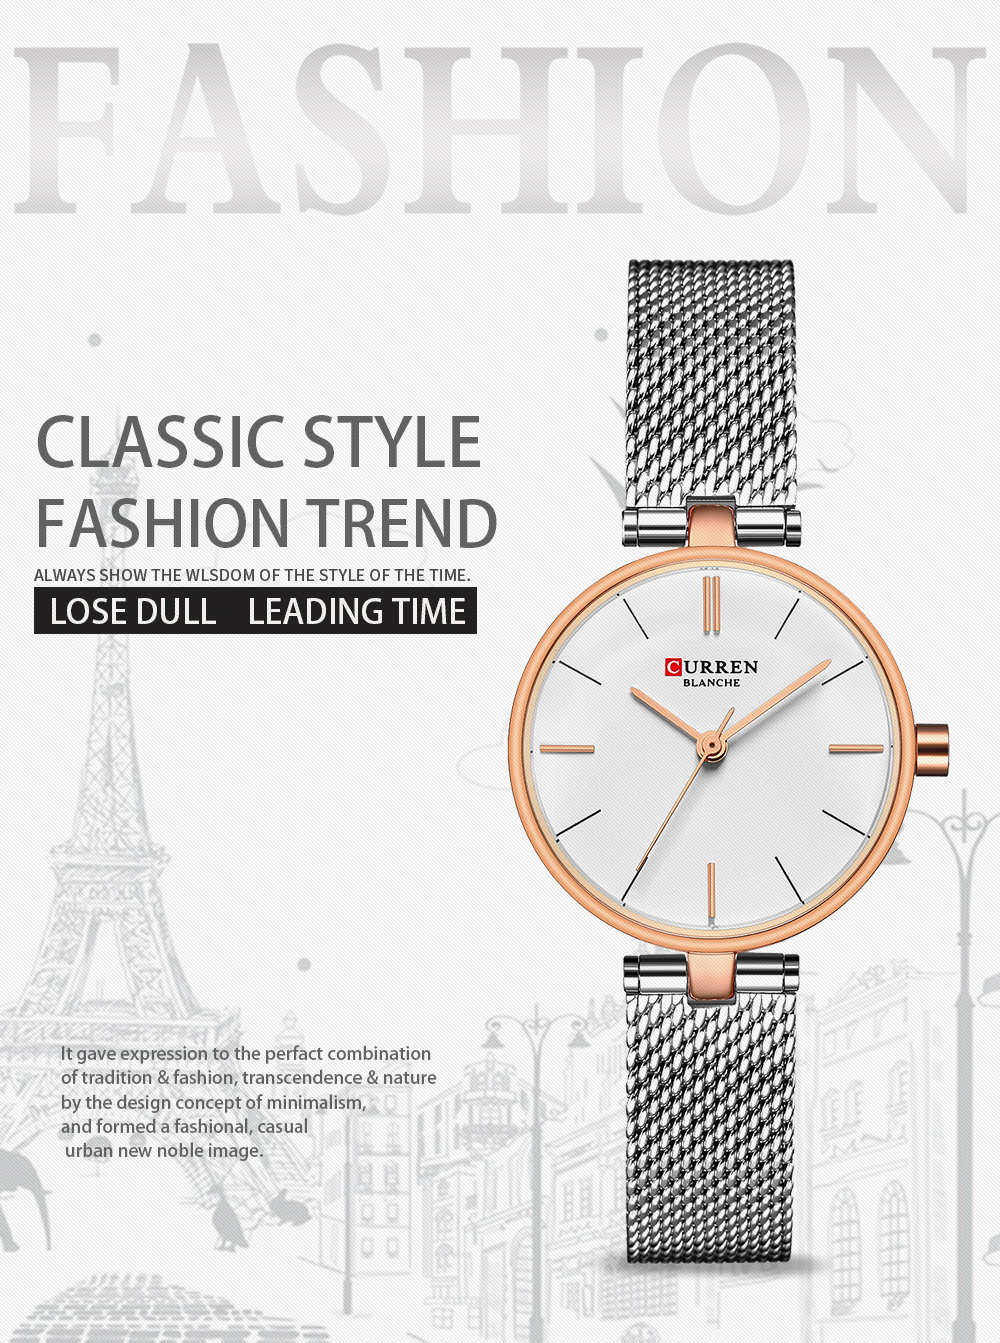 FASHION
CLASSIC STYLE
FASHION TREND
ALWAYS SHOW THE WLSDOM OF THE STYLE OF THE TIME.
LOSE DULL LEADING TIME
CURREN
BLANCHE
It gave expression to the perfact combination
of tradition & fashion, transcendence & nature
by the design concept of minimalism,
and formed a fashional, casual
urban new noble image.